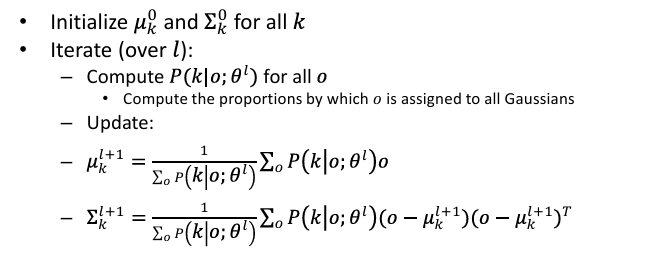 • Initialize μ_k^0 and Σ_k^0 for all k
• Iterate (over l):
– Compute P(k|o; θ^l) for all o
• Compute the proportions by which o is assigned to all Gaussians
– Update:
– μ_k^{l+1} = \frac{1}{Σ_o P(k|o; θ^l)} Σ_o P(k|o; θ^l)o
– Σ_k^{l+1} = \frac{1}{Σ_o P(k|o; θ^l)} Σ_o P(k|o; θ^l)(o − μ_k^{l+1})(o − μ_k^{l+1})^T